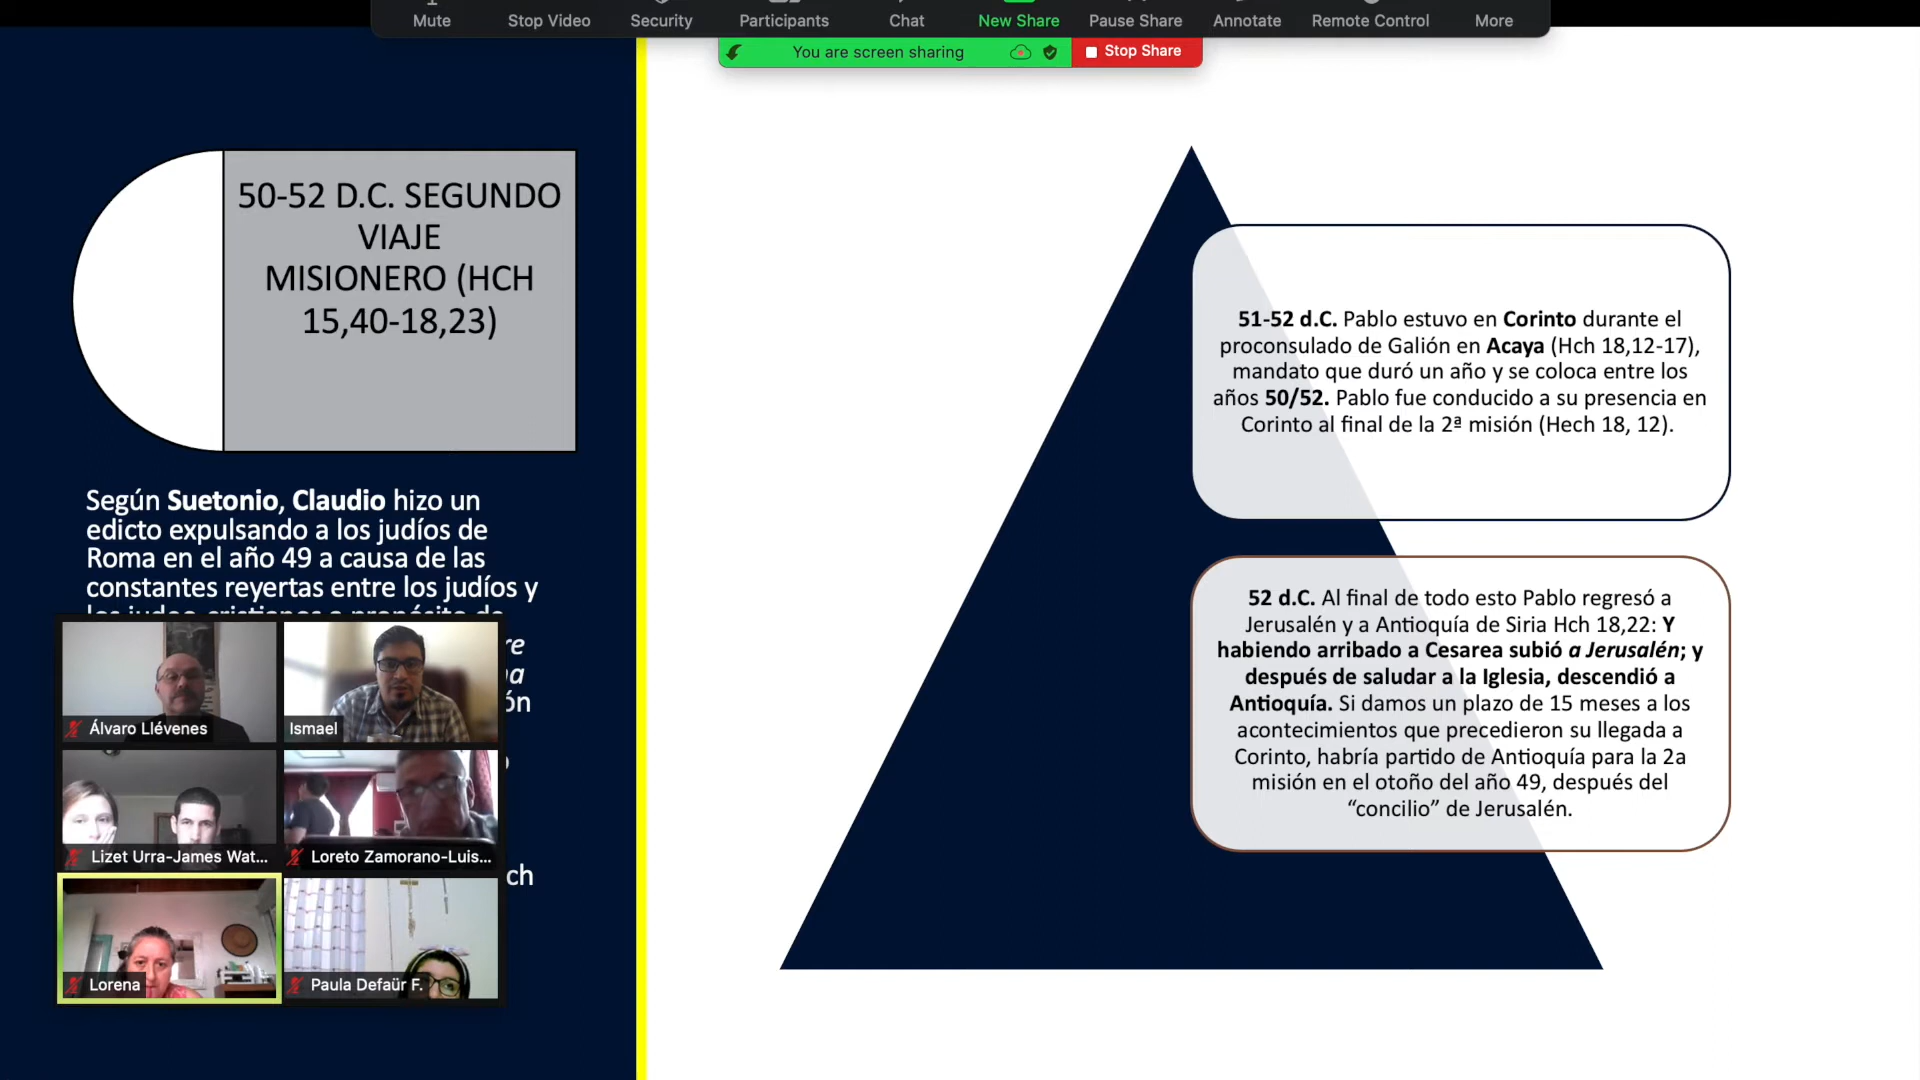 Mute
Stop Video
Security
Participants
Chat
New Share
Pause Share
Annotate
Remote Control
More
You are screen sharing
Stop Share
50-52 D.C. SEGUNDO
VIAJE
MISIONERO (HCH
15,40-18,23)
Según Suetonio, Claudio hizo un
edicto expulsando a los judíos de
Roma en el año 49 a causa de las
constantes reyertas entre los judíos y
los judeo-cristianos a propósito de
ch
Álvaro Llévenes
Ismael
Lizet Urra-James Wat...
Loreto Zamorano-Luis...
Lorena
Paula Defaür F.
51-52 d.C. Pablo estuvo en Corinto durante el
proconsulado de Galión en Acaya (Hch 18,12-17),
mandato que duró un año y se coloca entre los
años 50/52. Pablo fue conducido a su presencia en
Corinto al final de la 2ª misión (Hech 18, 12).
52 d.C. Al final de todo esto Pablo regresó a
Jerusalén y a Antioquía de Siria Hch 18,22: Y
habiendo arribado a Cesarea subió a Jerusalén; y
después de saludar a la Iglesia, descendió a
Antioquía. Si damos un plazo de 15 meses a los
acontecimientos que precedieron su llegada a
Corinto, habría partido de Antioquía para la 2a
misión en el otoño del año 49, después del
“concilio” de Jerusalén.